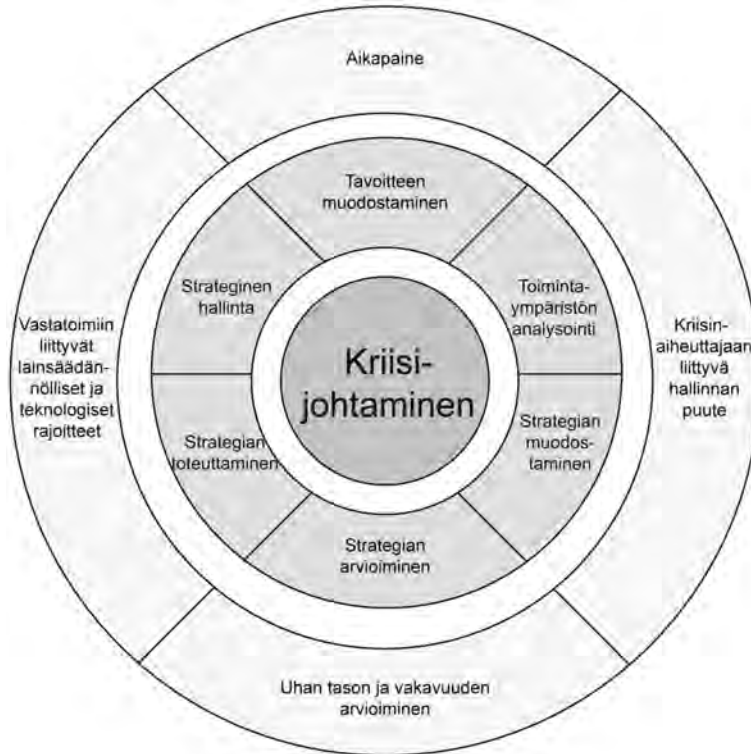 Aikapaine
Tavoitteen
muodostaminen
Strateginen
hallinta
Toiminta-
ympäristön
analysointi
Vastatoimiin
liittyvät
lainsäädän-
nölliset ja
teknologiset
rajoitteet
Kriisi-
johtaminen
Kriisin-
aiheuttajaan
liittyvä
hallinnan
puute
Strategian
toteuttaminen
Strategian
muodos-
taminen
Strategian
arvioiminen
Uhan tason ja vakavuuden
arvioiminen